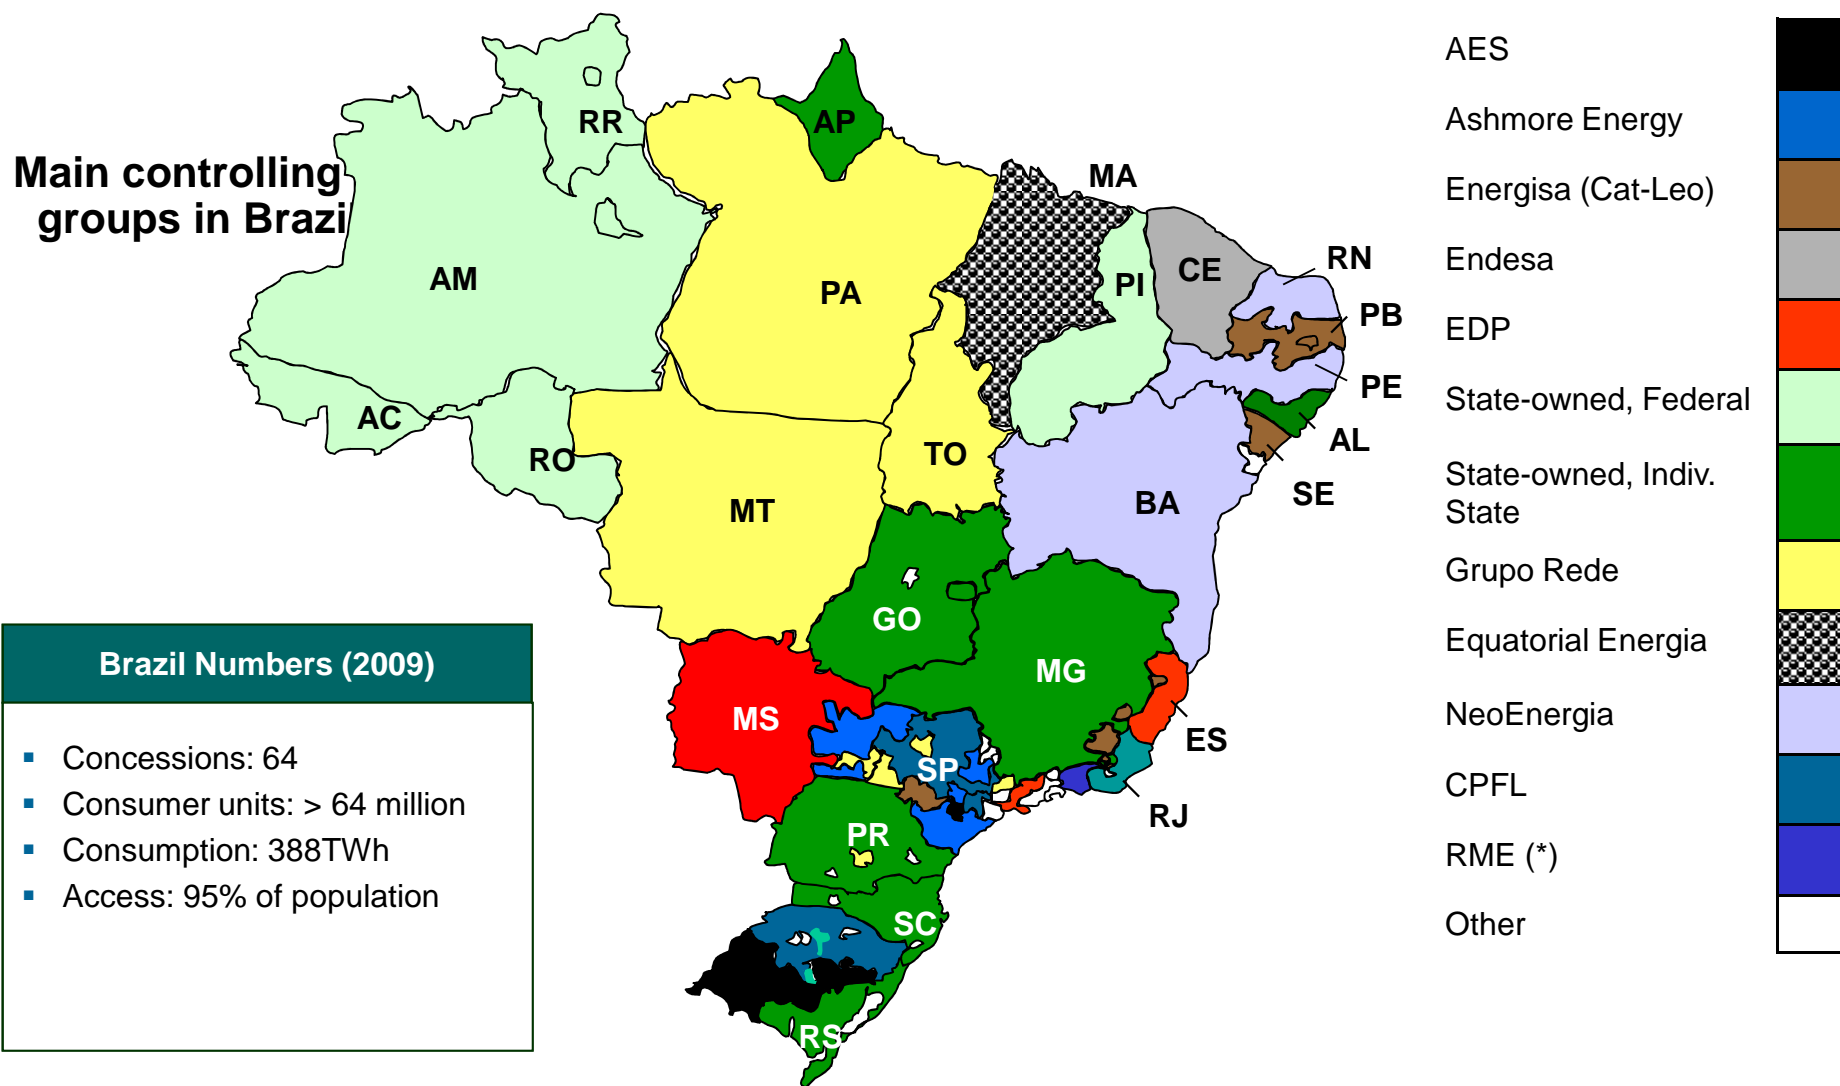 Main controlling
groups in Brazi
RR
AP
MA
AM
PA
PI
CE
RN
PB
PE
AL
SE
AC
RO
TO
MT
BA
GO
MG
MS
ES
SP
RJ
PR
SC
RS
AES
Ashmore Energy
Energisa (Cat-Leo)
Endesa
EDP
State-owned, Federal
State-owned, Indiv.
State
Grupo Rede
Equatorial Energia
NeoEnergia
CPFL
RME (*)
Other
Brazil Numbers (2009)
▪ Concessions: 64
▪ Consumer units: > 64 million
▪ Consumption: 388TWh
▪ Access: 95% of population